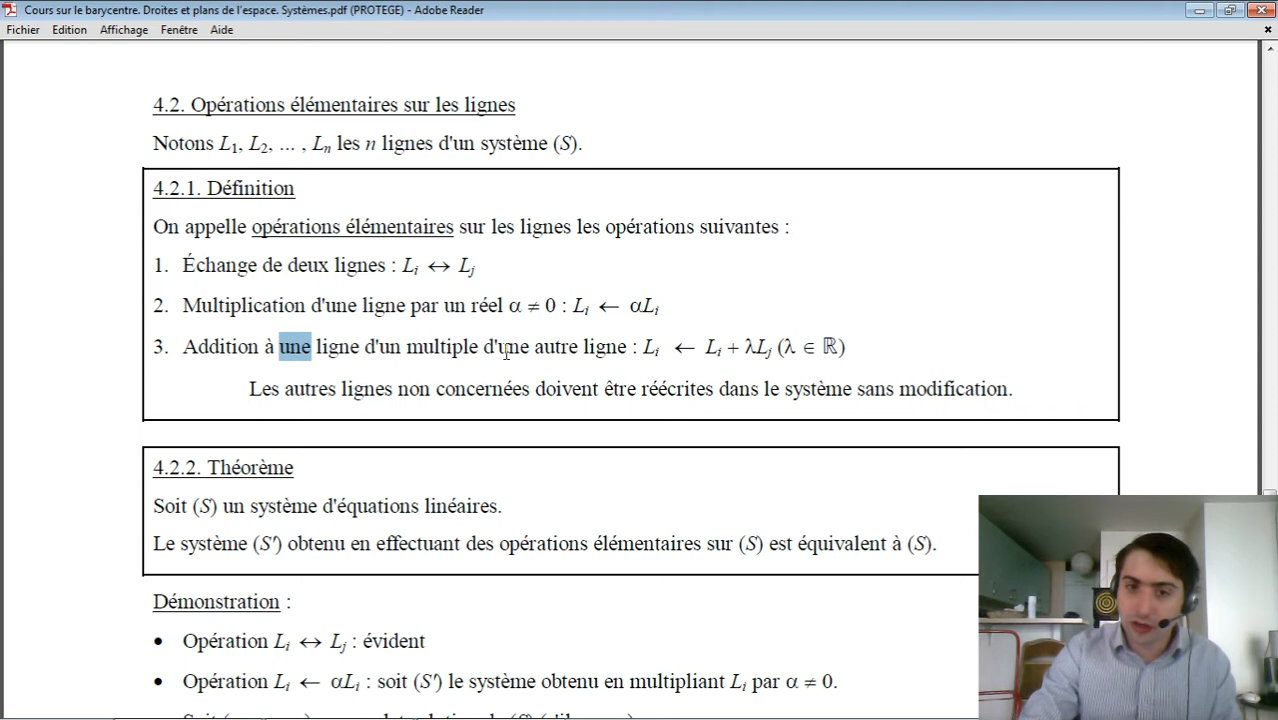 Cours sur le barycentre. Droites et plans de l'espace. Systèmes.pdf (PROTEGE) - Adobe Reader
Fichier Edition Affichage Fenêtre Aide
4.2. Opérations élémentaires sur les lignes
Notons L₁, L₂, ... , Lₙ les n lignes d'un système (S).
4.2.1. Définition
On appelle opérations élémentaires sur les lignes les opérations suivantes :
1. Échange de deux lignes : Lᵢ ↔ Lⱼ
2. Multiplication d'une ligne par un réel α ≠ 0 : Lᵢ ← αLᵢ
3. Addition à une ligne d'un multiple d'une autre ligne : Lᵢ ← Lᵢ + λLⱼ (λ ∈ ℝ)
Les autres lignes non concernées doivent être réécrites dans le système sans modification.
4.2.2. Théorème
Soit (S) un système d'équations linéaires.
Le système (S′) obtenu en effectuant des opérations élémentaires sur (S) est équivalent à (S).
Démonstration :
• Opération Lᵢ ↔ Lⱼ : évident
• Opération Lᵢ ← αLᵢ : soit (S′) le système obtenu en multipliant Lᵢ par α ≠ 0.